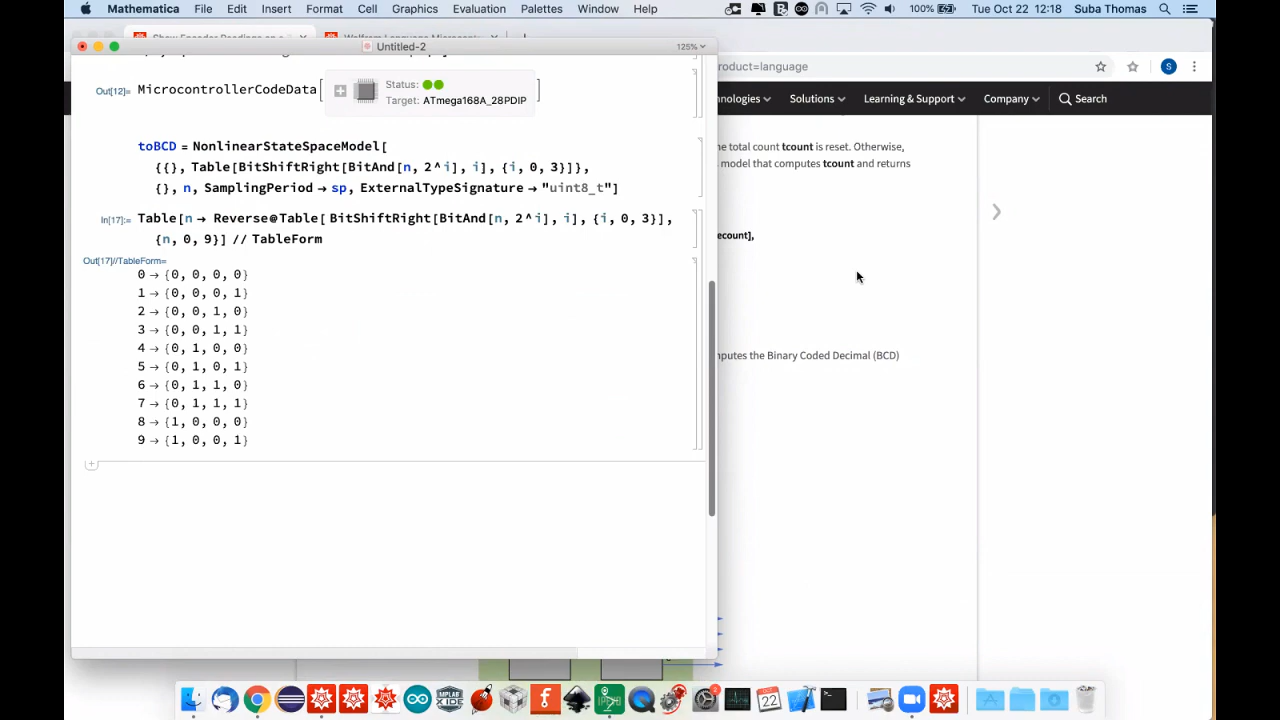 Mathematica File Edit Insert Format Cell Graphics Evaluation Palettes Window Help 100% Tue Oct 22 12:18 Suba Thomas
Untitled-2
125%
roduct=language
S
Out[12]= MicrocontrollerCodeData[
Status:
Target: ATmega168A_28PDIP
]
nologies Solutions Learning & Support Company Search
toBCD = NonlinearStateSpaceModel[
{{}, Table[BitShiftRight[BitAnd[n, 2^i], i], {i, 0, 3}]},
{}, n, SamplingPeriod → sp, ExternalTypeSignature → "uint8_t"]
In[17]:= Table[n → Reverse@Table[ BitShiftRight[BitAnd[n, 2^i], i], {i, 0, 3}],
{n, 0, 9}] // TableForm
Out[17]//TableForm=
0 → {0, 0, 0, 0}
1 → {0, 0, 0, 1}
2 → {0, 0, 1, 0}
3 → {0, 0, 1, 1}
4 → {0, 1, 0, 0}
5 → {0, 1, 0, 1}
6 → {0, 1, 1, 0}
7 → {0, 1, 1, 1}
8 → {1, 0, 0, 0}
9 → {1, 0, 0, 1}
he total count tcount is reset. Otherwise,
model that computes tcount and returns
ecount],
nputes the Binary Coded Decimal (BCD)
MPLAB
X IDE
OCT
22